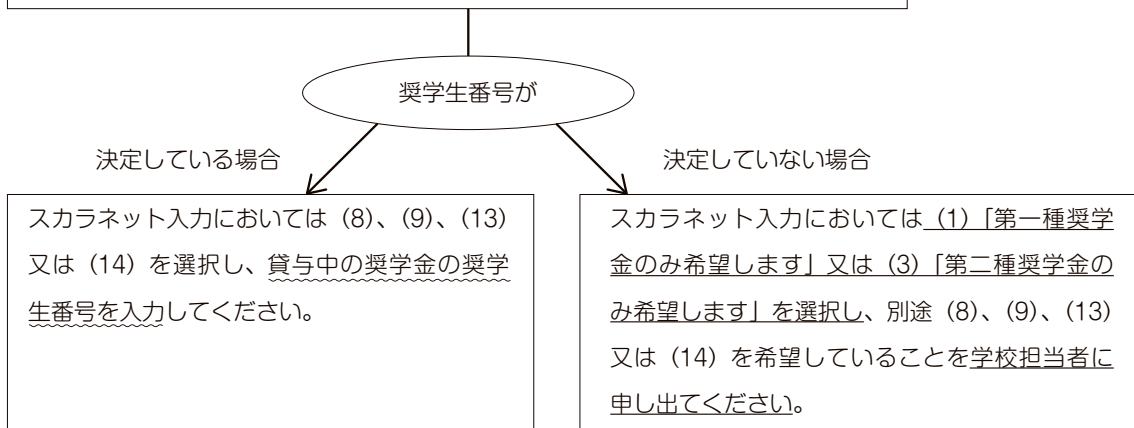 奨学生番号が
決定している場合
決定していない場合
スカラネット入力においては（8）、（9）、（13）
又は（14）を選択し、貸与中の奨学金の奨学
生番号を入力してください。
スカラネット入力においては（1）「第一種奨学
金のみ希望します」又は（3）「第二種奨学金の
み希望します」を選択し、別途（8）、（9）、（13）
又は（14）を希望していることを学校担当者に
申し出てください。